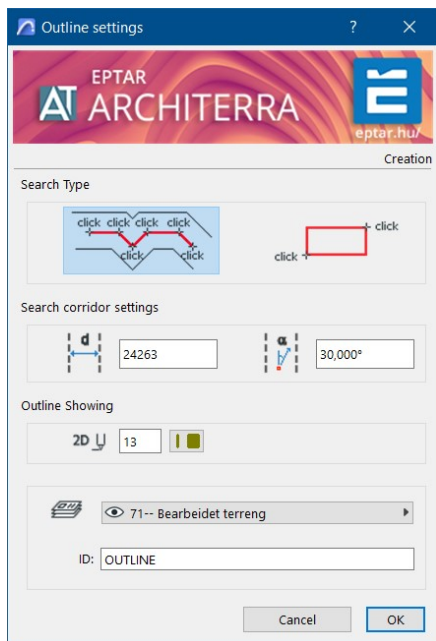 Outline settings ? ×
EPTAR
AT ARCHITERRA
eptar.hu/
Creation
Search Type
click click click click
click click
click
click
Search corridor settings
d 24263 α 30,000°
Outline Showing
2D 13
71-- Bearbeidet terreng
ID: OUTLINE
Cancel OK